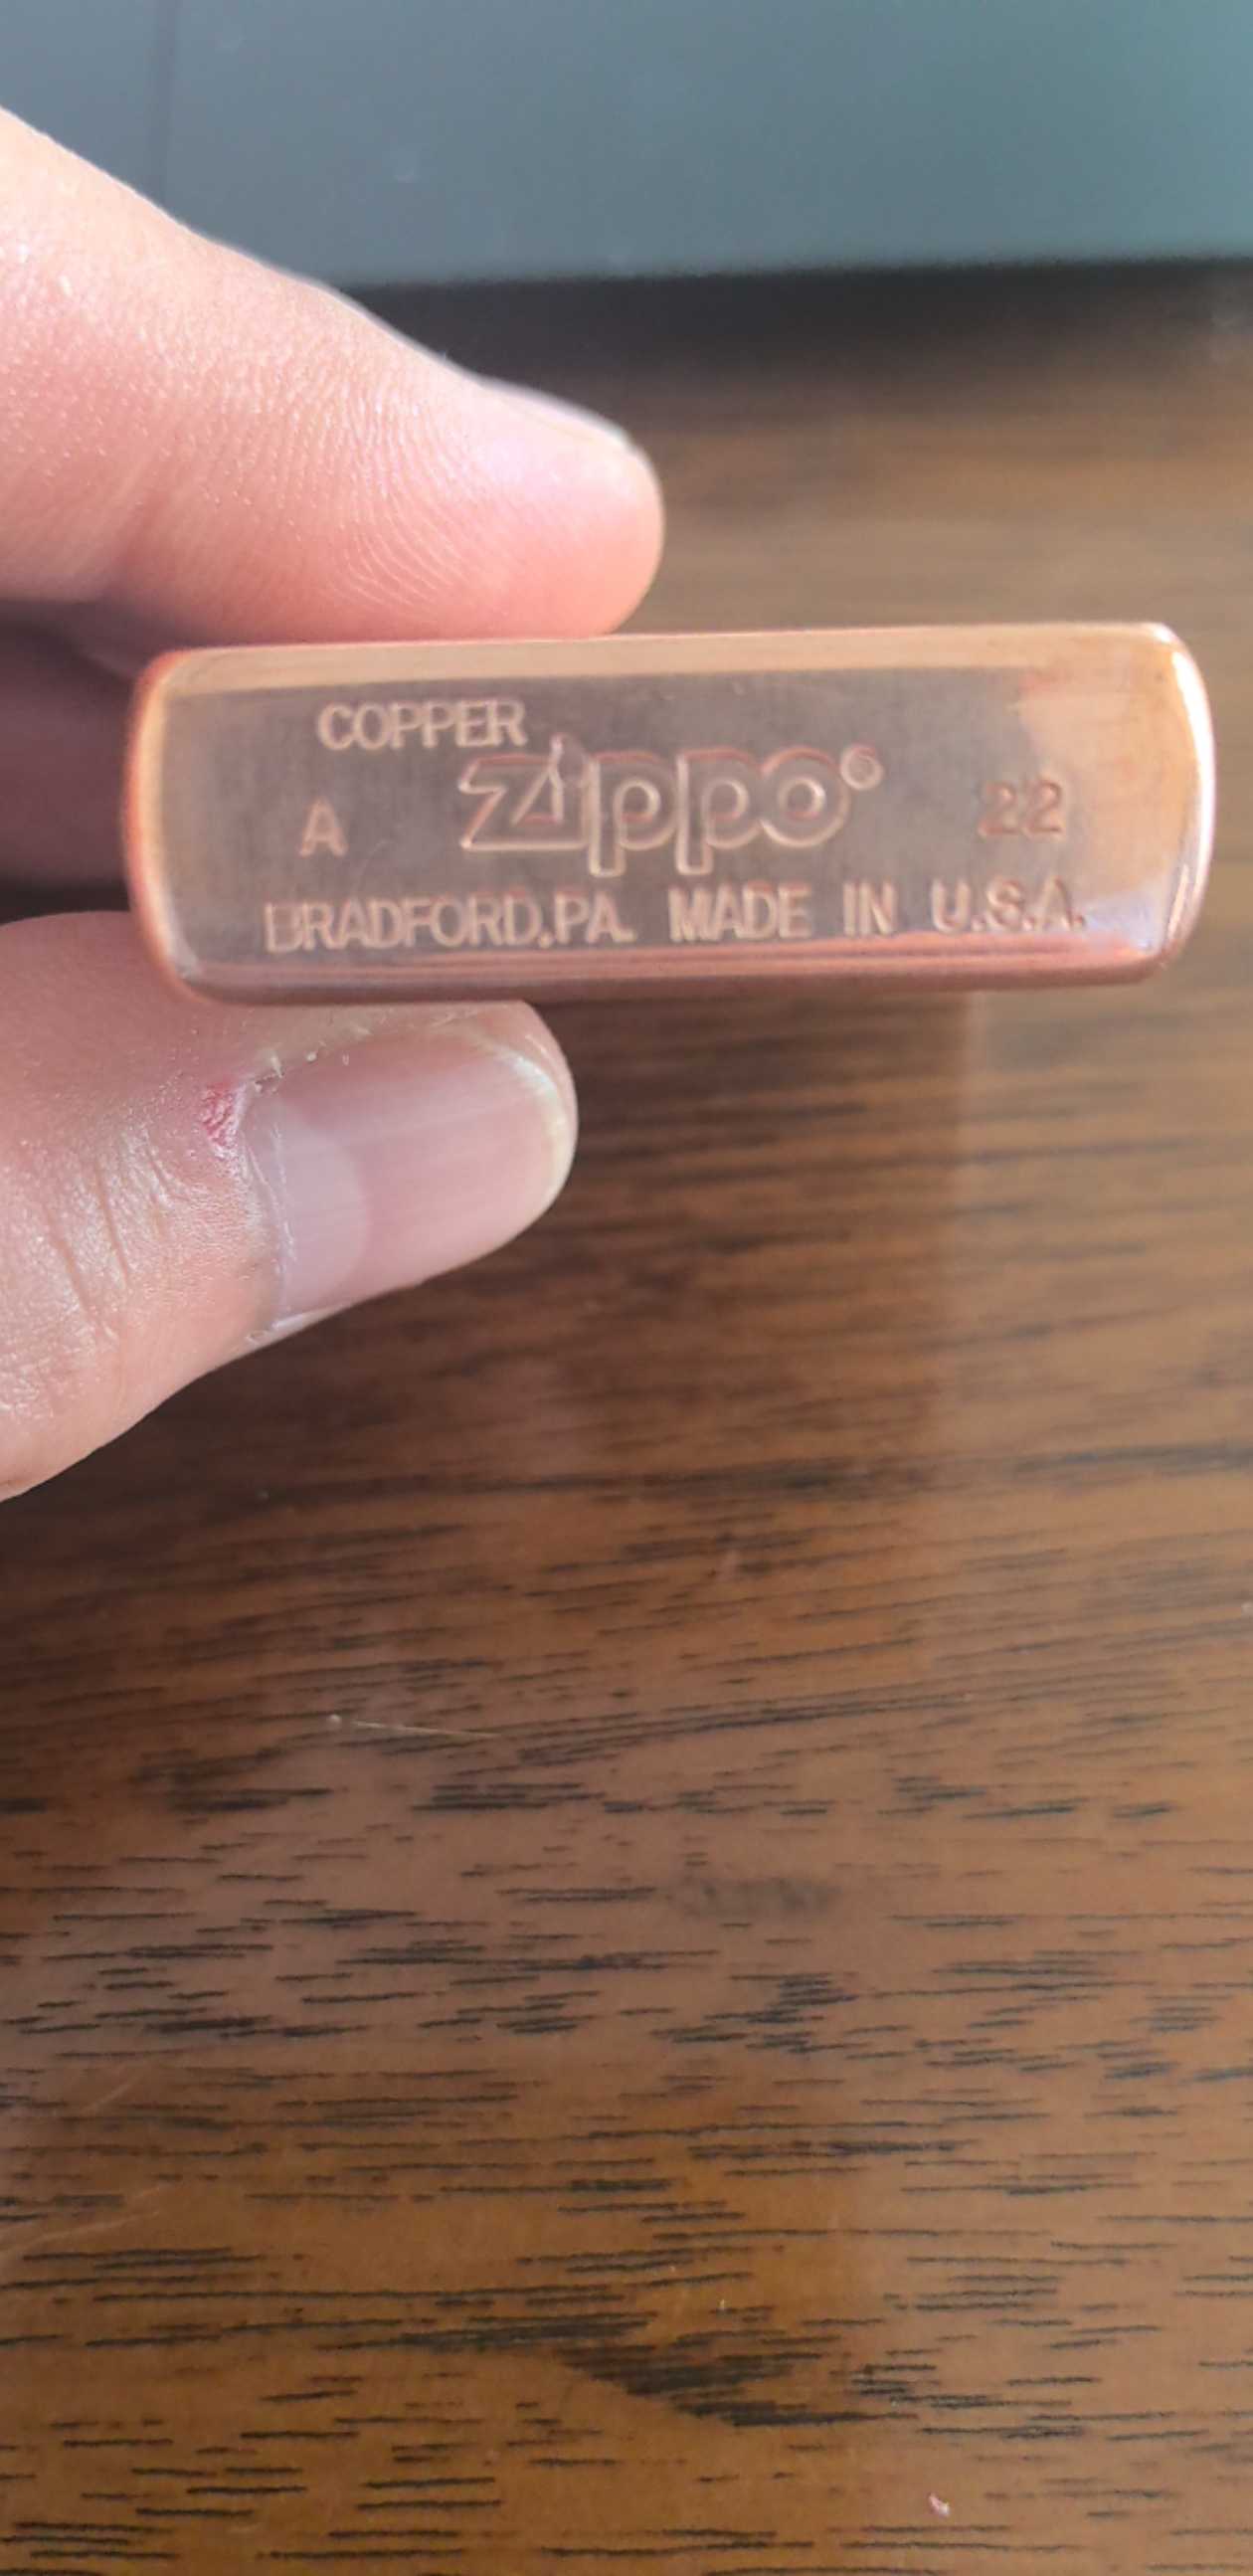 COPPER
A Zippo® 22
BRADFORD,PA. MADE IN U.S.A.